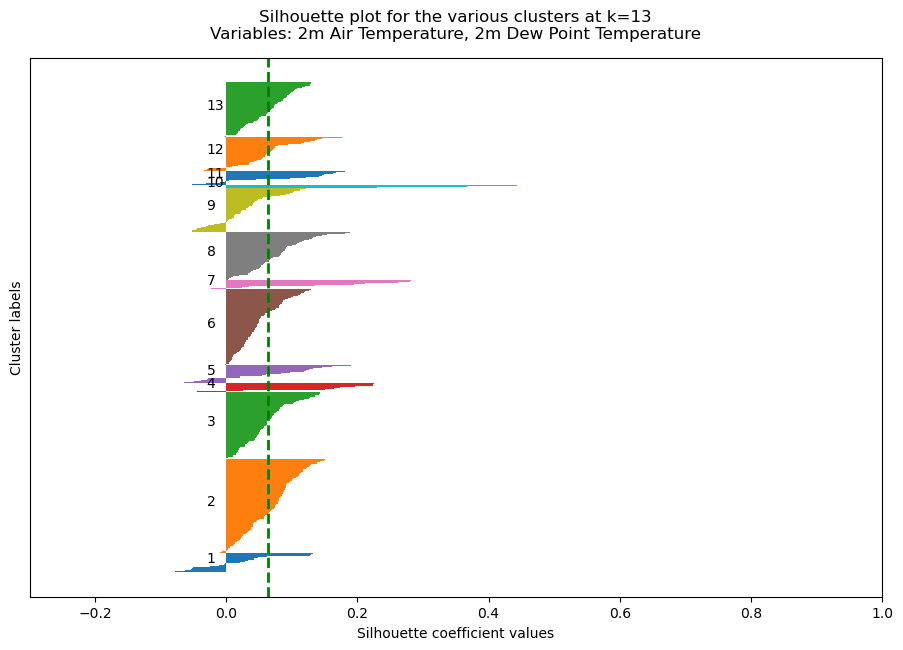 Silhouette plot for the various clusters at k=13
Variables: 2m Air Temperature, 2m Dew Point Temperature
13
12
11
10
9
8
7
6
5
4
3
2
1
Cluster labels
−0.2 0.0 0.2 0.4 0.6 0.8 1.0
Silhouette coefficient values